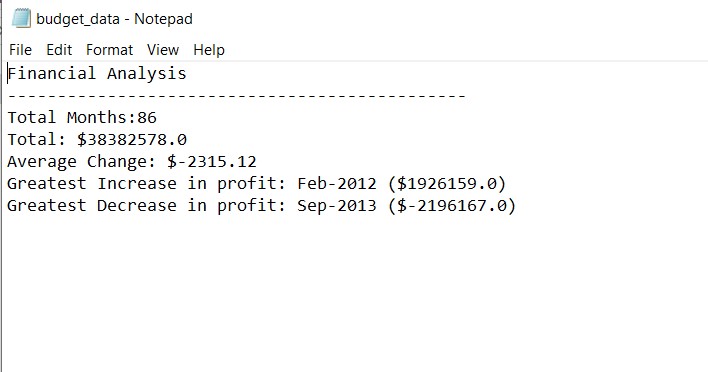 budget_data - Notepad
File Edit Format View Help
Financial Analysis
----------------------------------------------
Total Months:86
Total: $38382578.0
Average Change: $-2315.12
Greatest Increase in profit: Feb-2012 ($1926159.0)
Greatest Decrease in profit: Sep-2013 ($-2196167.0)